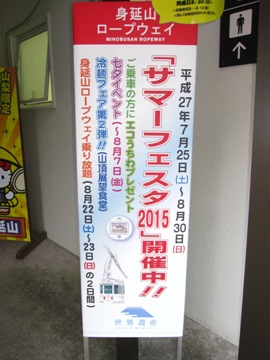 身延山
ロープウェイ
MINOBUSAN ROPEWAY
平成27年7月25日(土)~8月30日(日)
「サマーフェスタ2015」開催中!!
ご乗車の方にエコうちわプレゼント
七夕イベント(~8月7日(金))
冷麺フェア第2弾!!(山頂展望食堂)
身延山ロープウェイ乗り放題(8月22日(土)~23日(日)の2日間)
世界遺産
山梨限定
延山